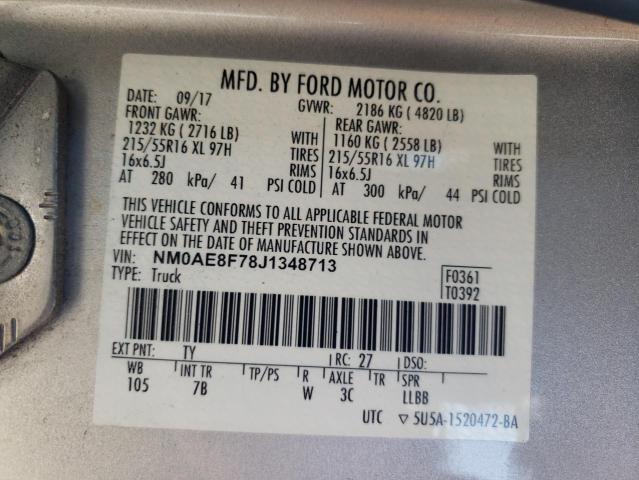 MFD. BY FORD MOTOR CO.
DATE: 09/17 GVWR: 2186 KG ( 4820 LB)
FRONT GAWR: REAR GAWR:
1232 KG ( 2716 LB) WITH 1160 KG ( 2558 LB) WITH
215/55R16 XL 97H TIRES 215/55R16 XL 97H TIRES
16x6.5J RIMS 16x6.5J RIMS
AT 280 kPa/ 41 PSI COLD AT 300 kPa/ 44 PSI COLD
THIS VEHICLE CONFORMS TO ALL APPLICABLE FEDERAL MOTOR
VEHICLE SAFETY AND THEFT PREVENTION STANDARDS IN
EFFECT ON THE DATE OF MANUFACTURE SHOWN ABOVE.
VIN: NM0AE8F78J1348713
TYPE: Truck
F0361
T0392
EXT PNT: TY RC: 27 DSO:
WB INT TR TP/PS R AXLE TR SPR
105 7B W 3C LLBB
UTC ▽ 5U5A-1520472-BA